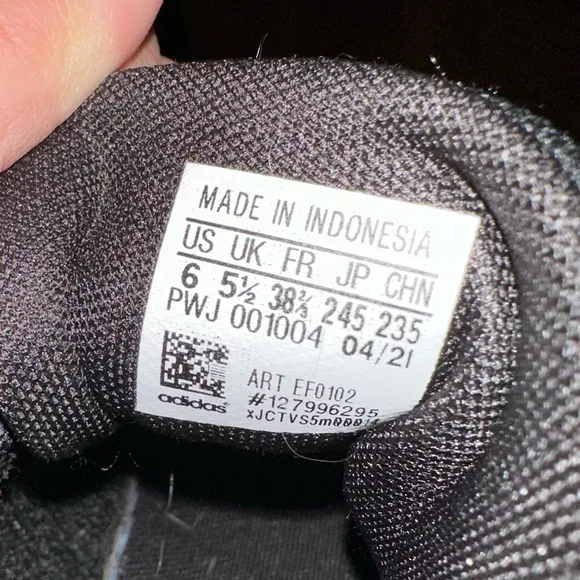 MADE IN INDONESIA
US UK FR JP CHN
6 5½ 38⅔ 245 235
PWJ 001004 04/21
ART EF0102
#127996295
adidas